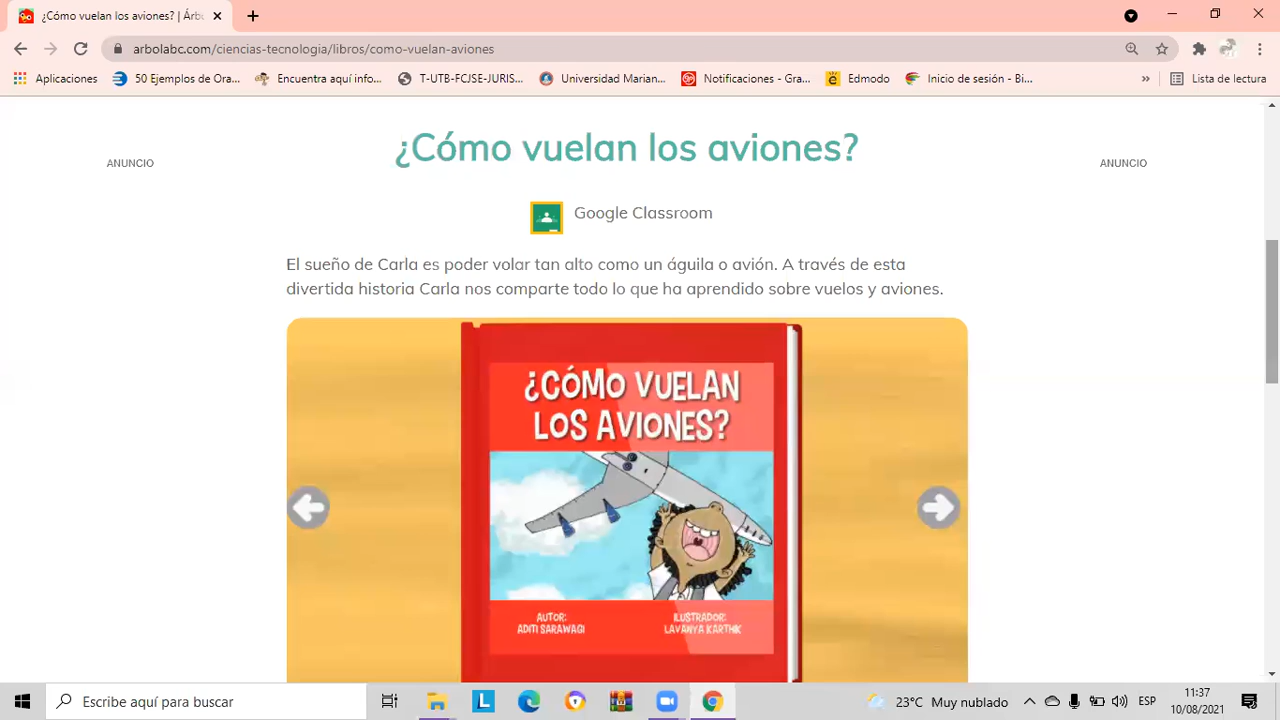 ¿Cómo vuelan los aviones? | Árb
arbolabc.com/ciencias-tecnologia/libros/como-vuelan-aviones
Aplicaciones
50 Ejemplos de Ora...
Encuentra aquí info...
T-UTB-FCJSE-JURIS...
Universidad Marian...
Notificaciones - Gra...
Edmodo
Inicio de sesión - Bi...
»
Lista de lectura
ANUNCIO
¿Cómo vuelan los aviones?
ANUNCIO
Google Classroom
El sueño de Carla es poder volar tan alto como un águila o avión. A través de esta
divertida historia Carla nos comparte todo lo que ha aprendido sobre vuelos y aviones.
¿CÓMO VUELAN
LOS AVIONES?
AUTOR:
ADITI SARAWAGI
ILUSTRADOR:
LAVANYA KARTHIK
Escribe aquí para buscar
L
23°C Muy nublado
ESP
11:37
10/08/2021